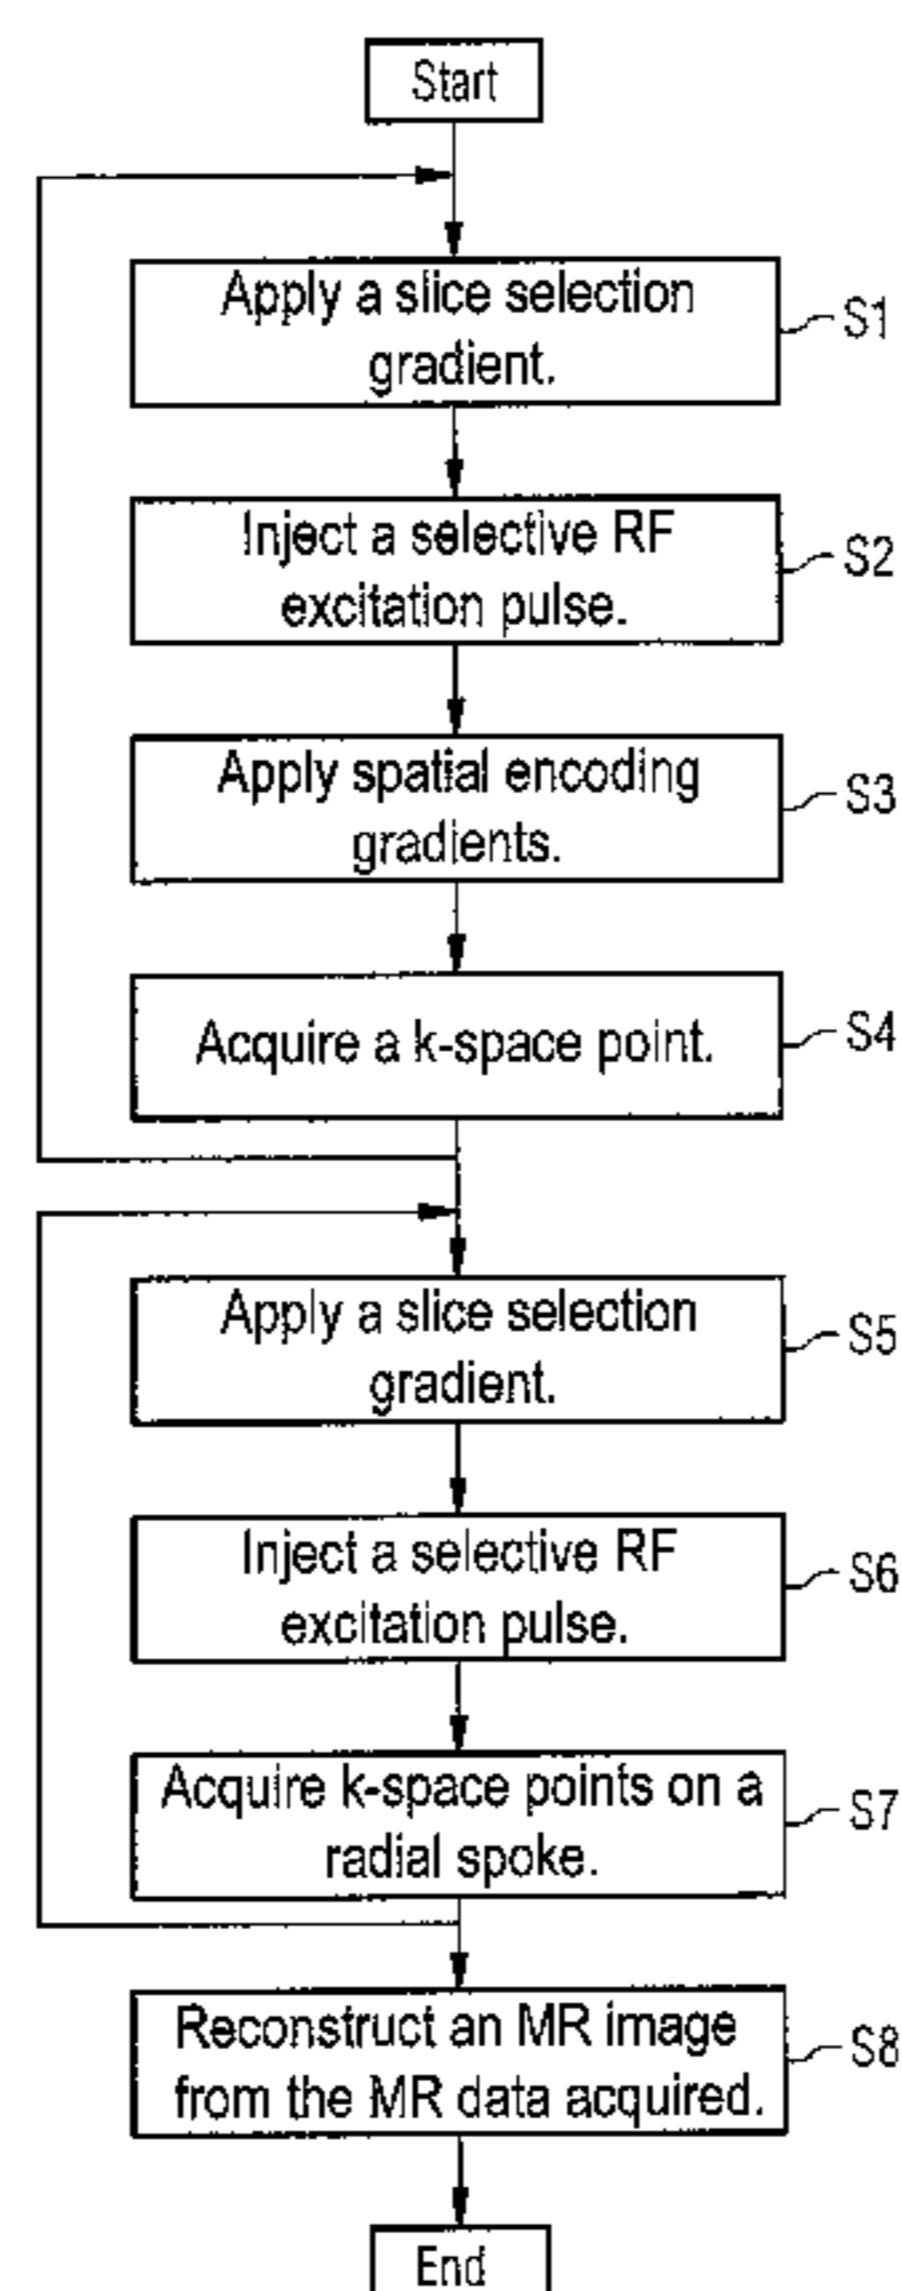 Start
Apply a slice selection
gradient.
S1
Inject a selective RF
excitation pulse.
S2
Apply spatial encoding
gradients.
S3
Acquire a k-space point.
S4
Apply a slice selection
gradient.
S5
Inject a selective RF
excitation pulse.
S6
Acquire k-space points on a
radial spoke.
S7
Reconstruct an MR image
from the MR data acquired.
S8
End